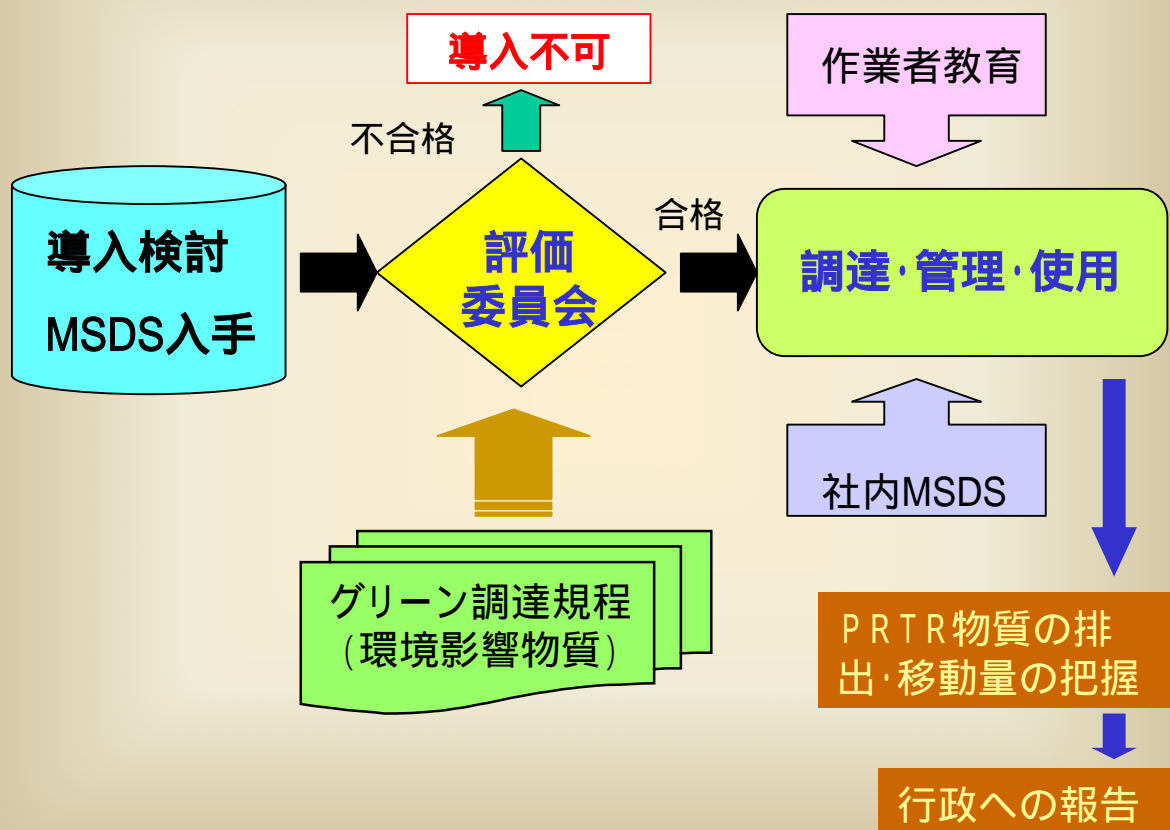 導入不可
作業者教育
不合格
合格
導入検討
MSDS入手
評価
委員会
調達･管理･使用
社内MSDS
グリーン調達規程
(環境影響物質)
ＰＲＴＲ物質の排
出･移動量の把握
行政への報告